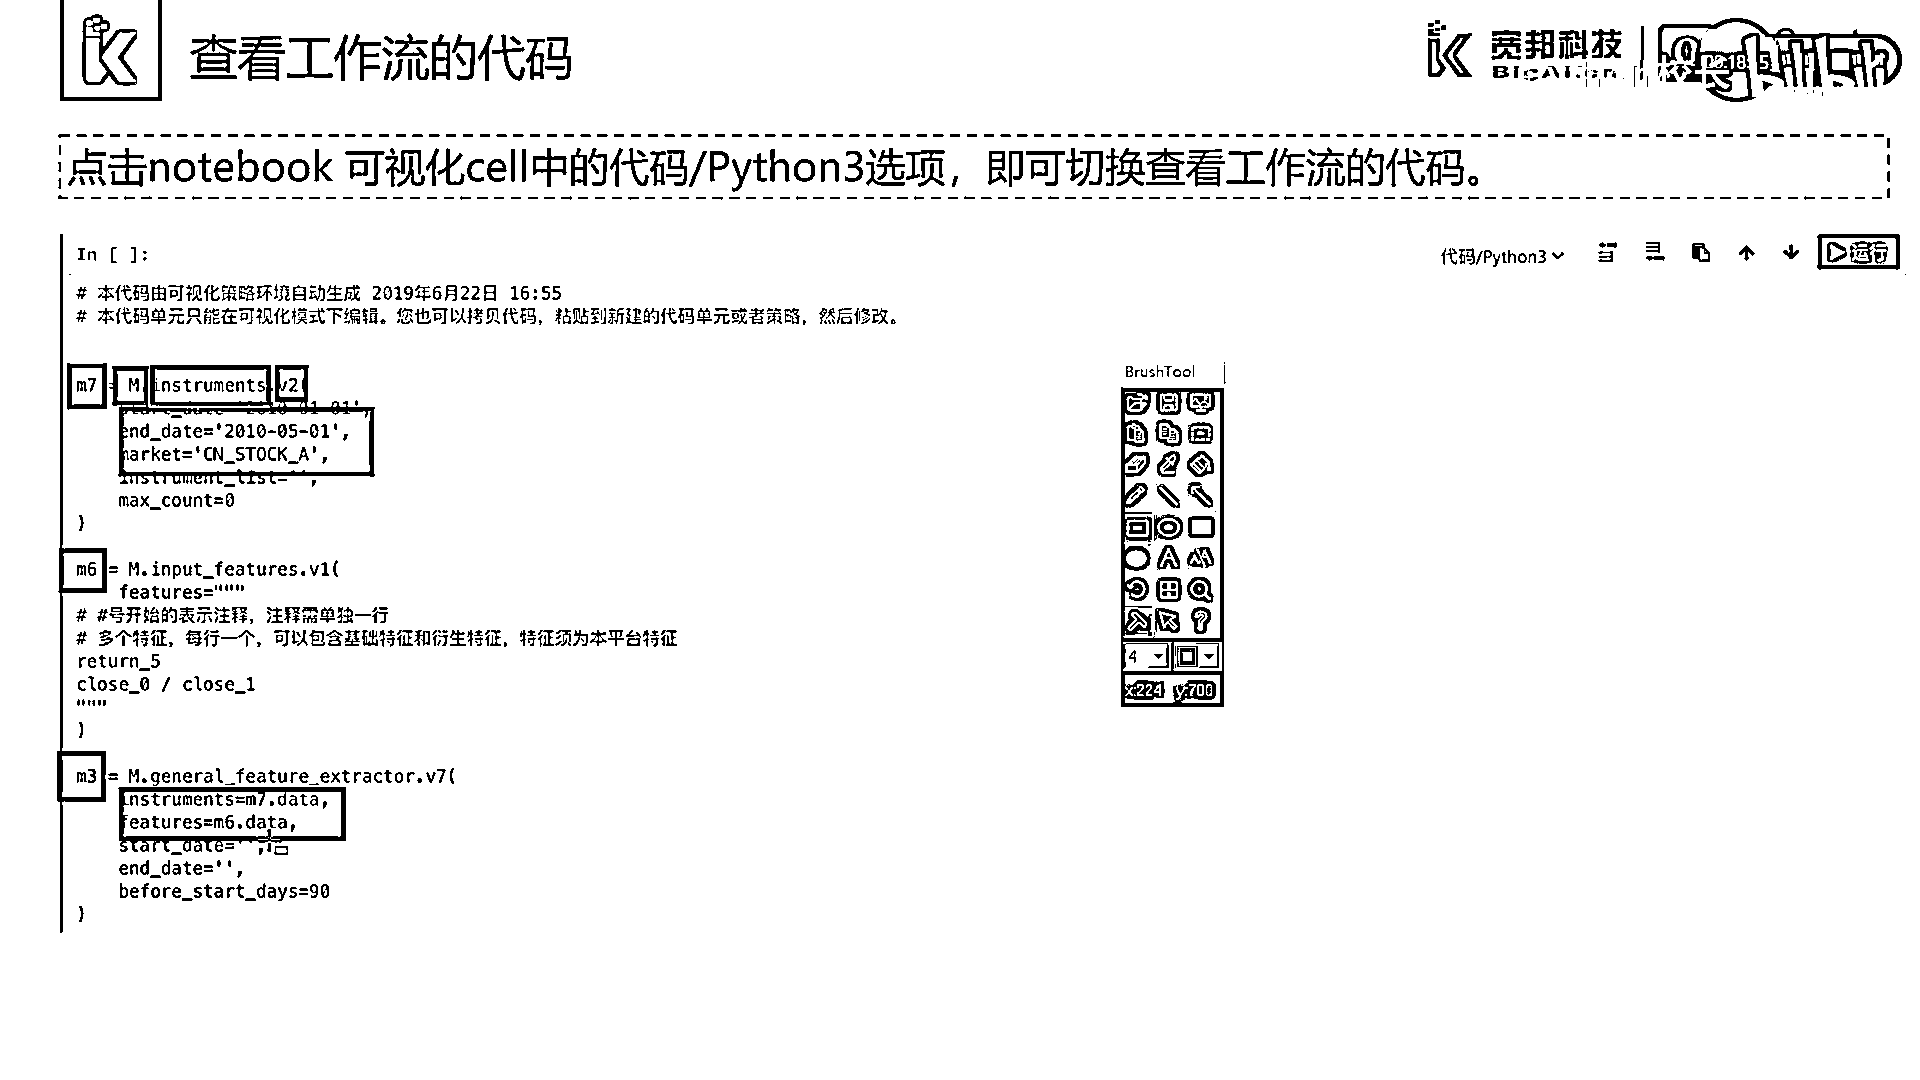 查看工作流的代码
宽邦科技
点击notebook 可视化cell中的代码/Python3选项，即可切换查看工作流的代码。
In [ ]:
代码/Python3
运行
# 本代码由可视化策略环境自动生成 2019年6月22日 16:55
# 本代码单元只能在可视化模式下编辑。您也可以拷贝代码，粘贴到新建的代码单元或者策略，然后修改。
m7 = M.instruments.v2(
start_date='2010-01-01',
end_date='2010-05-01',
market='CN_STOCK_A',
instrument_list='',
max_count=0
)
m6 = M.input_features.v1(
features="""
# #号开始的表示注释，注释需单独一行
# 多个特征，每行一个，可以包含基础特征和衍生特征，特征须为本平台特征
return_5
close_0 / close_1
"""
)
m3 = M.general_feature_extractor.v7(
instruments=m7.data,
features=m6.data,
start_date='',
end_date='',
before_start_days=90
)
BrushTool
4
x:224 y:700